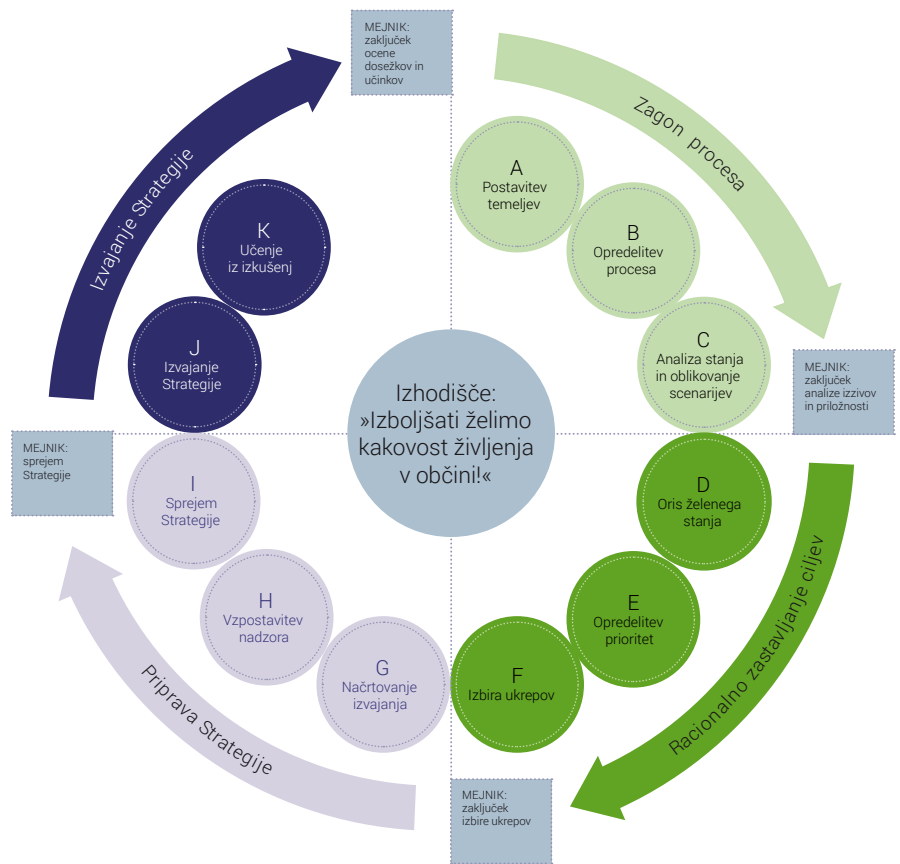 MEJNIK:
zaključek
ocene
dosežkov in
učinkov
Zagon procesa
A
Postavitev
temeljev
B
Opredelitev
procesa
C
Analiza stanja
in oblikovanje
scenarijev
MEJNIK:
zaključek
analize izzivov
in priložnosti
D
Oris želenega
stanja
E
Opredelitev
prioritet
F
Izbira ukrepov
Racionalno zastavljanje ciljev
MEJNIK:
zaključek
izbire ukrepov
G
Načrtovanje
izvajanja
H
Vzpostavitev
nadzora
I
Sprejem
Strategije
Priprava Strategije
MEJNIK:
sprejem
Strategije
J
Izvajanje
Strategije
K
Učenje
iz izkušenj
Izvajanje Strategije
Izhodišče:
»Izboljšati želimo
kakovost življenja
v občini!«